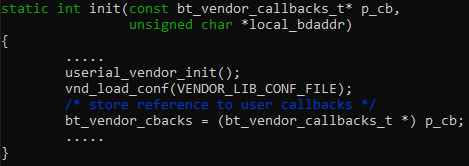 static int init(const bt_vendor_callbacks_t* p_cb,
unsigned char *local_bdaddr)
{
.....
userial_vendor_init();
vnd_load_conf(VENDOR_LIB_CONF_FILE);
/* store reference to user callbacks */
bt_vendor_cbacks = (bt_vendor_callbacks_t *) p_cb;
.....
}